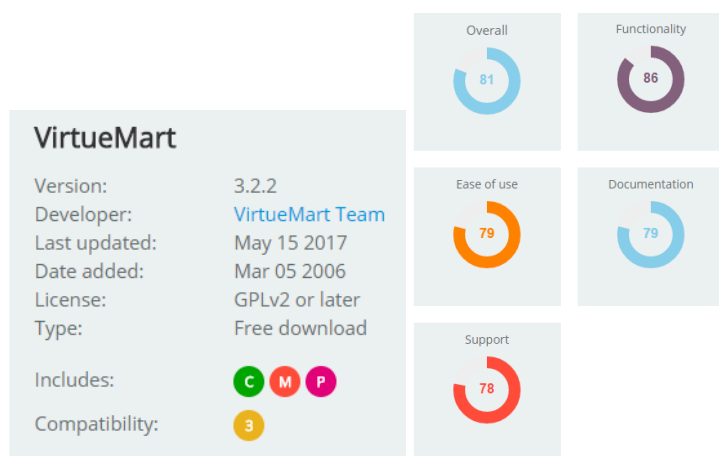 VirtueMart
Version: 3.2.2
Developer: VirtueMart Team
Last updated: May 15 2017
Date added: Mar 05 2006
License: GPLv2 or later
Type: Free download
Includes: C M P
Compatibility: 3
Overall
81
Functionality
86
Ease of use
79
Documentation
79
Support
78